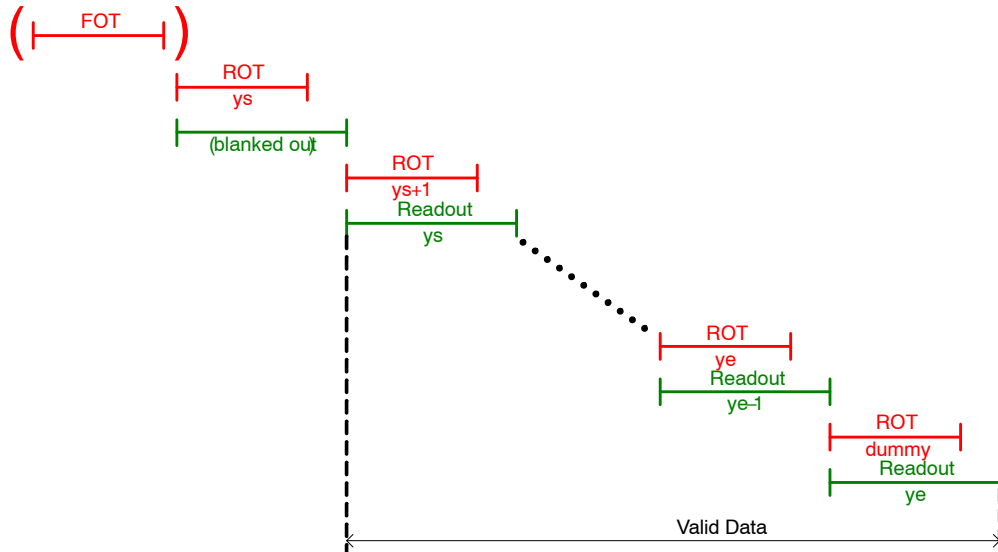 ( FOT )
ROT
ys
(blanked out)
ROT
ys+1
Readout
ys
ROT
ye
Readout
ye–1
ROT
dummy
Readout
ye
Valid Data